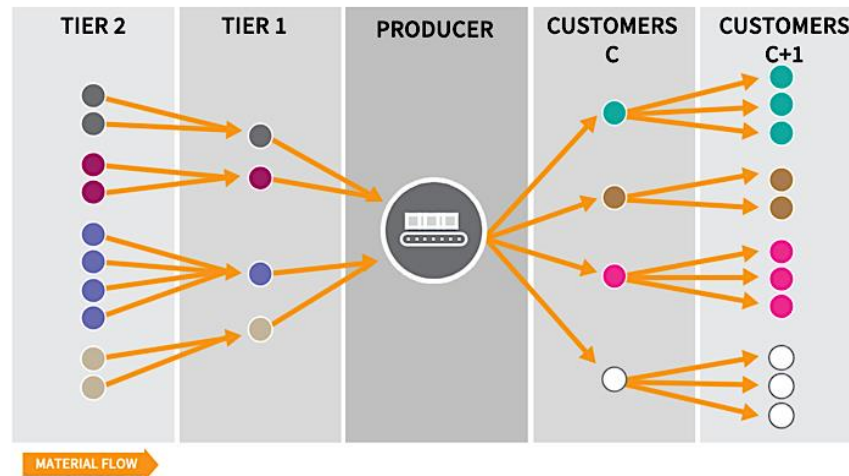 TIER 2
TIER 1
PRODUCER
CUSTOMERS
C
CUSTOMERS
C+1
MATERIAL FLOW